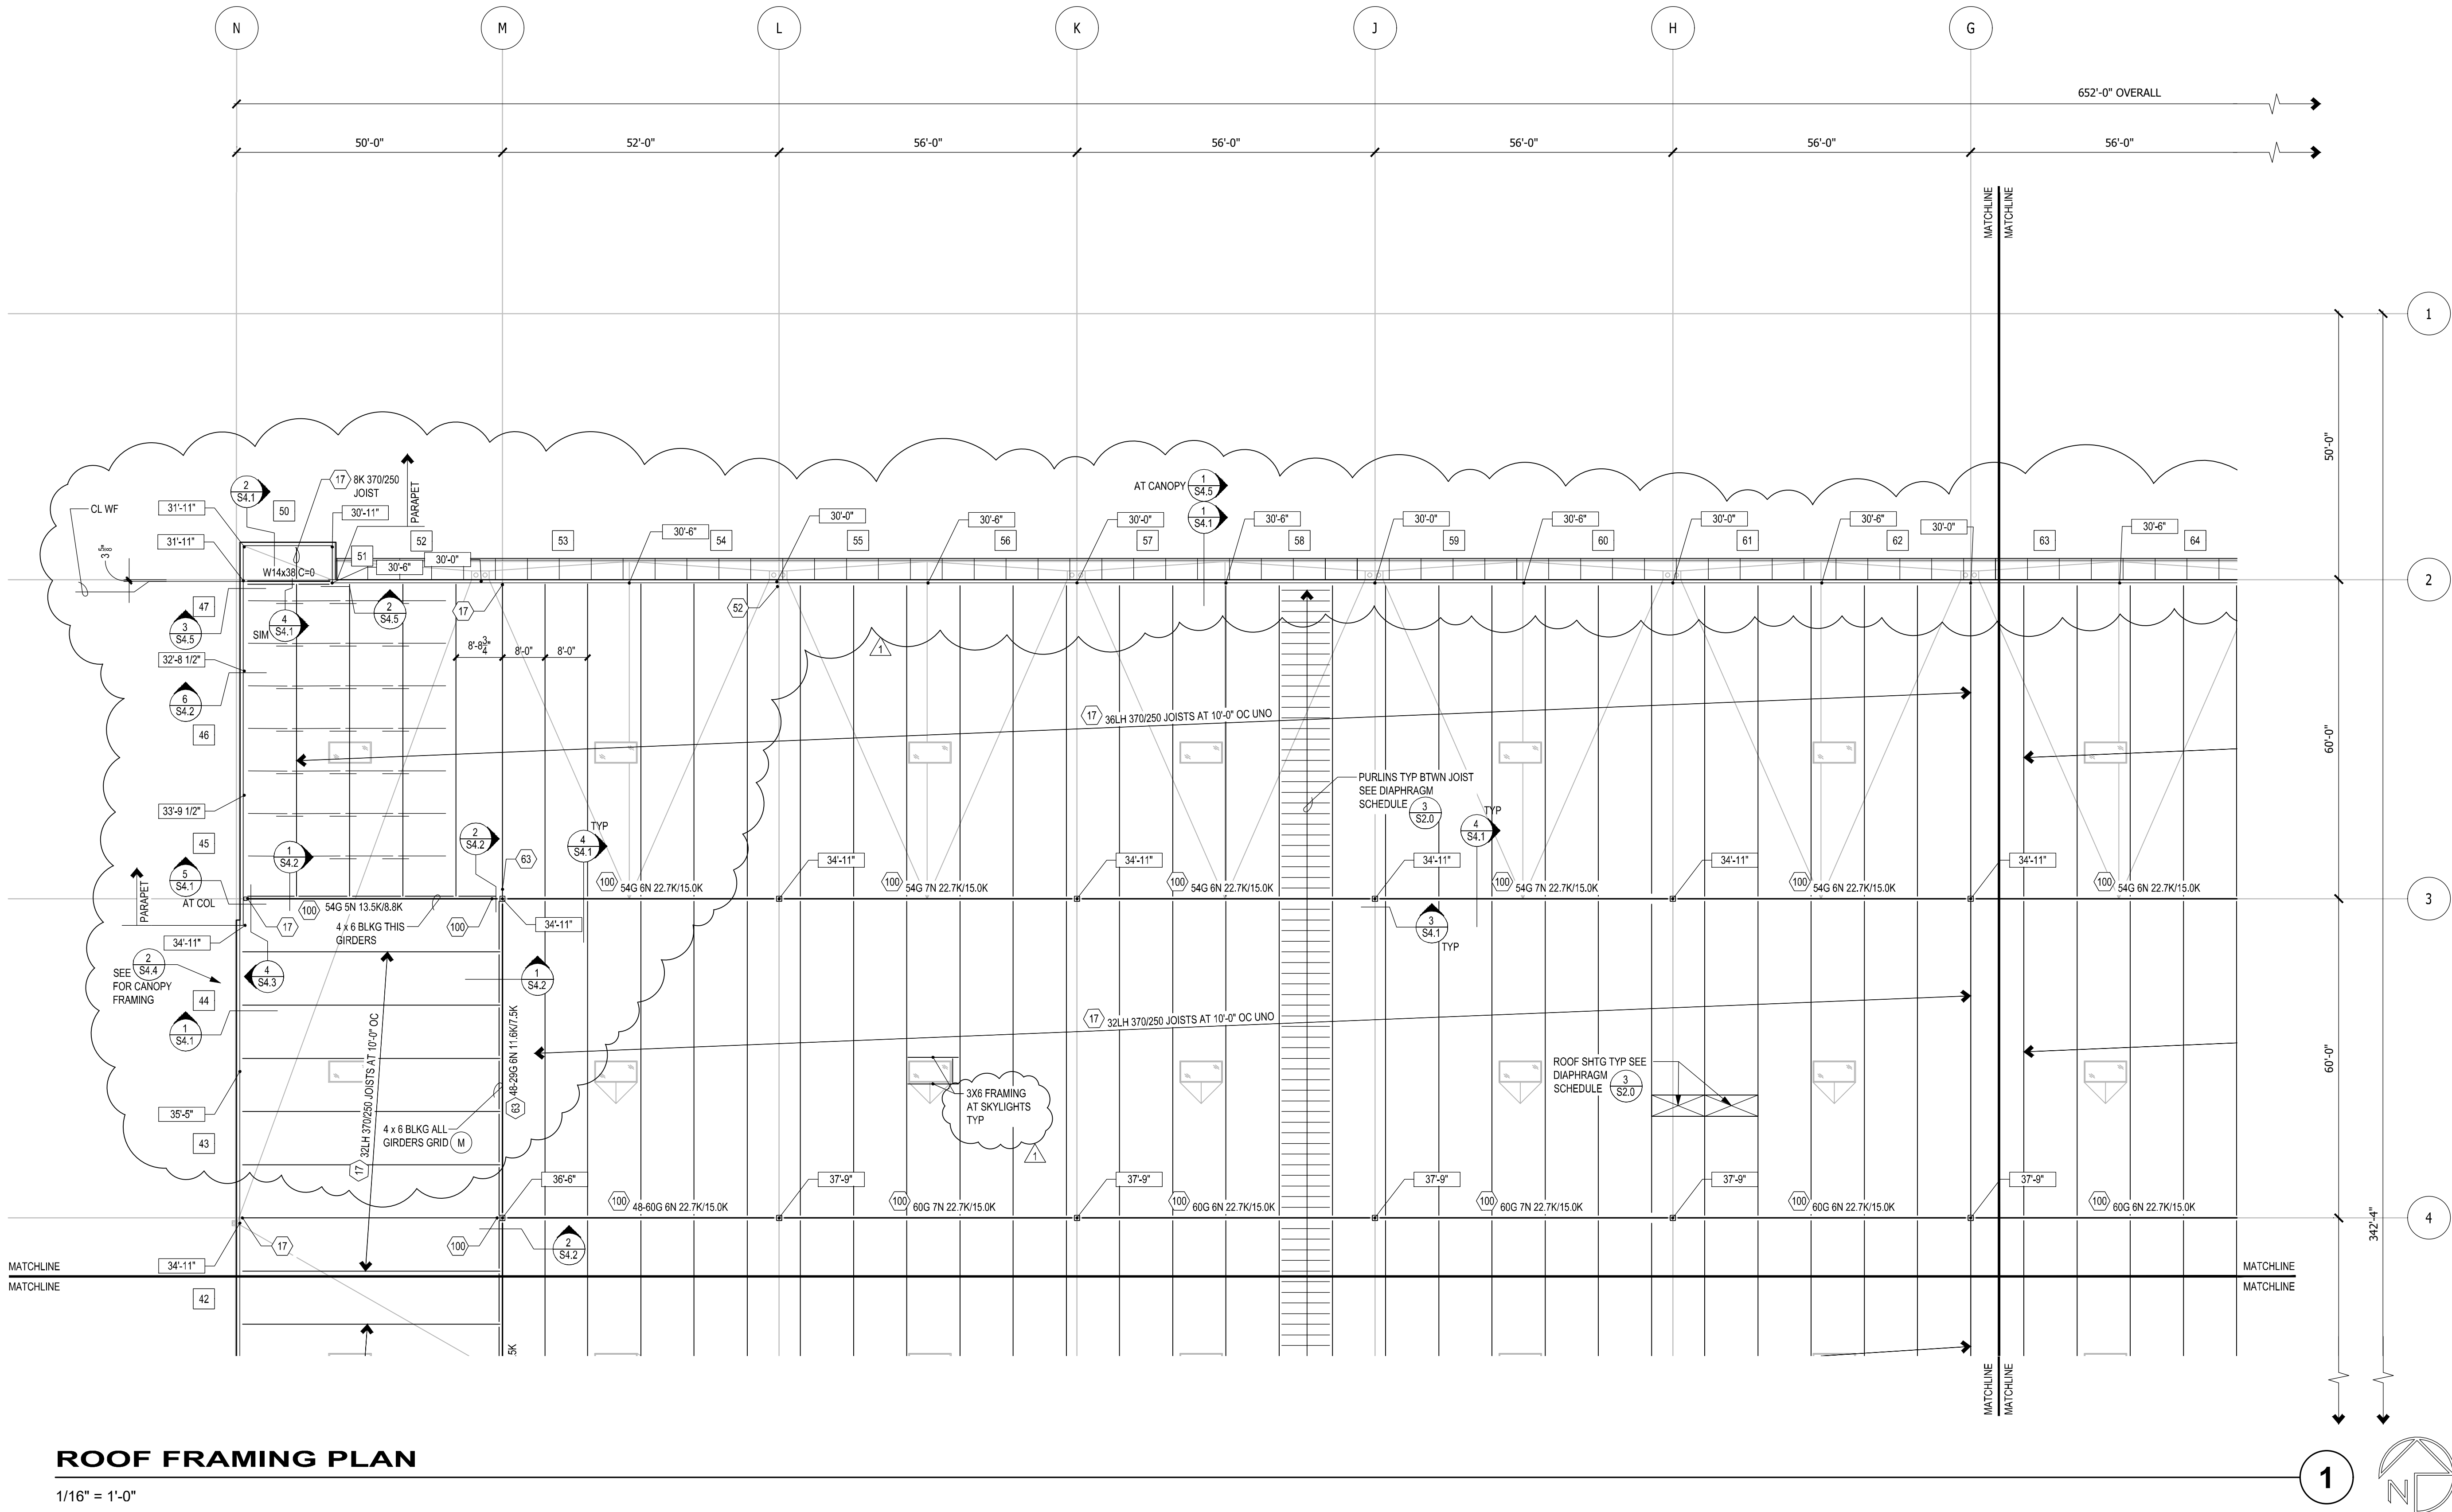 N
M
L
K
J
H
G
652'-0" OVERALL
50'-0"
52'-0"
56'-0"
56'-0"
56'-0"
56'-0"
56'-0"
MATCHLINE
MATCHLINE
1
50'-0"
2
S4.1
17
8K 370/250
JOIST
PARAPET
AT CANOPY
1
S4.5
1
S4.1
CL WF
31'-11"
50
30'-11"
31'-11"
3 5/8"
W14x38 C=0
51
30'-6"
52
30'-0"
53
30'-6"
54
30'-0"
55
30'-6"
56
30'-0"
57
30'-6"
58
30'-0"
59
30'-6"
60
30'-0"
61
30'-6"
62
30'-0"
63
30'-6"
64
2
47
3
S4.5
SIM
4
S4.1
2
S4.5
17
52
32'-8 1/2"
8'-8 3/4"
8'-0"
8'-0"
1
6
S4.2
46
17
36LH 370/250 JOISTS AT 10'-0" OC UNO
60'-0"
33'-9 1/2"
45
PURLINS TYP BTWN JOIST
SEE DIAPHRAGM
SCHEDULE
3
S2.0
TYP
4
S4.1
2
S4.2
TYP
4
S4.1
63
1
S4.2
5
S4.1
AT COL
PARAPET
34'-11"
34'-11"
34'-11"
34'-11"
34'-11"
100
54G 6N 22.7K/15.0K
100
54G 7N 22.7K/15.0K
100
54G 6N 22.7K/15.0K
100
54G 7N 22.7K/15.0K
100
54G 6N 22.7K/15.0K
100
54G 6N 22.7K/15.0K
100
54G 5N 13.5K/8.8K
3
17
4 x 6 BLKG THIS
GIRDERS
100
34'-11"
3
S4.1
TYP
34'-11"
2
S4.4
SEE
FOR CANOPY
FRAMING
4
S4.3
1
S4.2
44
1
S4.1
17
32LH 370/250 JOISTS AT 10'-0" OC
63
48-29G 6N 11.6K/7.5K
17
32LH 370/250 JOISTS AT 10'-0" OC UNO
60'-0"
3X6 FRAMING
AT SKYLIGHTS
TYP
1
ROOF SHTG TYP SEE
DIAPHRAGM
SCHEDULE
3
S2.0
35'-5"
43
4 x 6 BLKG ALL
GIRDERS GRID
M
36'-6"
37'-9"
37'-9"
37'-9"
37'-9"
37'-9"
100
48-60G 6N 22.7K/15.0K
100
60G 7N 22.7K/15.0K
100
60G 6N 22.7K/15.0K
100
60G 7N 22.7K/15.0K
100
60G 6N 22.7K/15.0K
100
60G 6N 22.7K/15.0K
4
342'-4"
17
100
2
S4.2
34'-11"
MATCHLINE
MATCHLINE
MATCHLINE
MATCHLINE
42
.5K
MATCHLINE
MATCHLINE
ROOF FRAMING PLAN
1
N
1/16" = 1'-0"